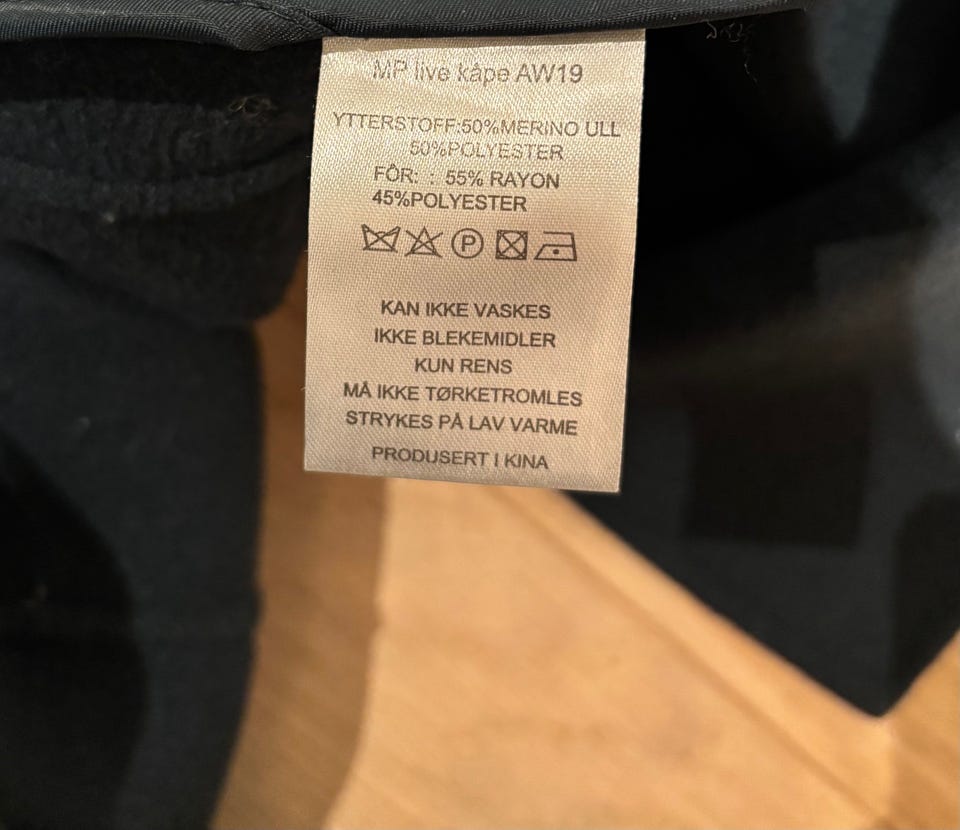 MP live kåpe AW19
YTTERSTOFF:50%MERINO ULL
50%POLYESTER
FÔR: : 55% RAYON
45%POLYESTER
P
KAN IKKE VASKES
IKKE BLEKEMIDLER
KUN RENS
MÅ IKKE TØRKETROMLES
STRYKES PÅ LAV VARME
PRODUSERT I KINA